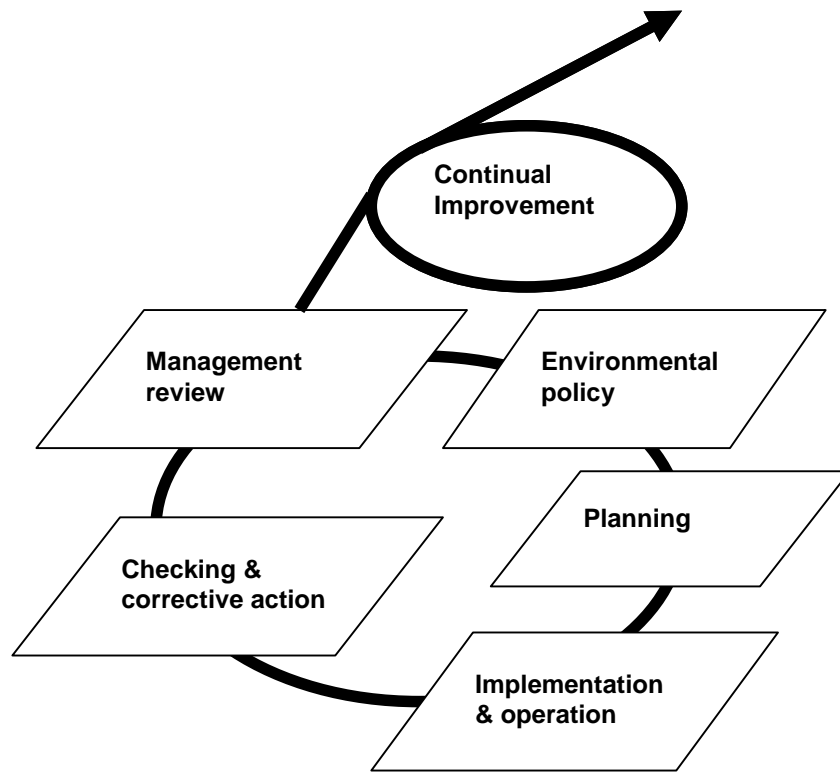 Continual
Improvement
Management
review
Environmental
policy
Planning
Checking &
corrective action
Implementation
& operation